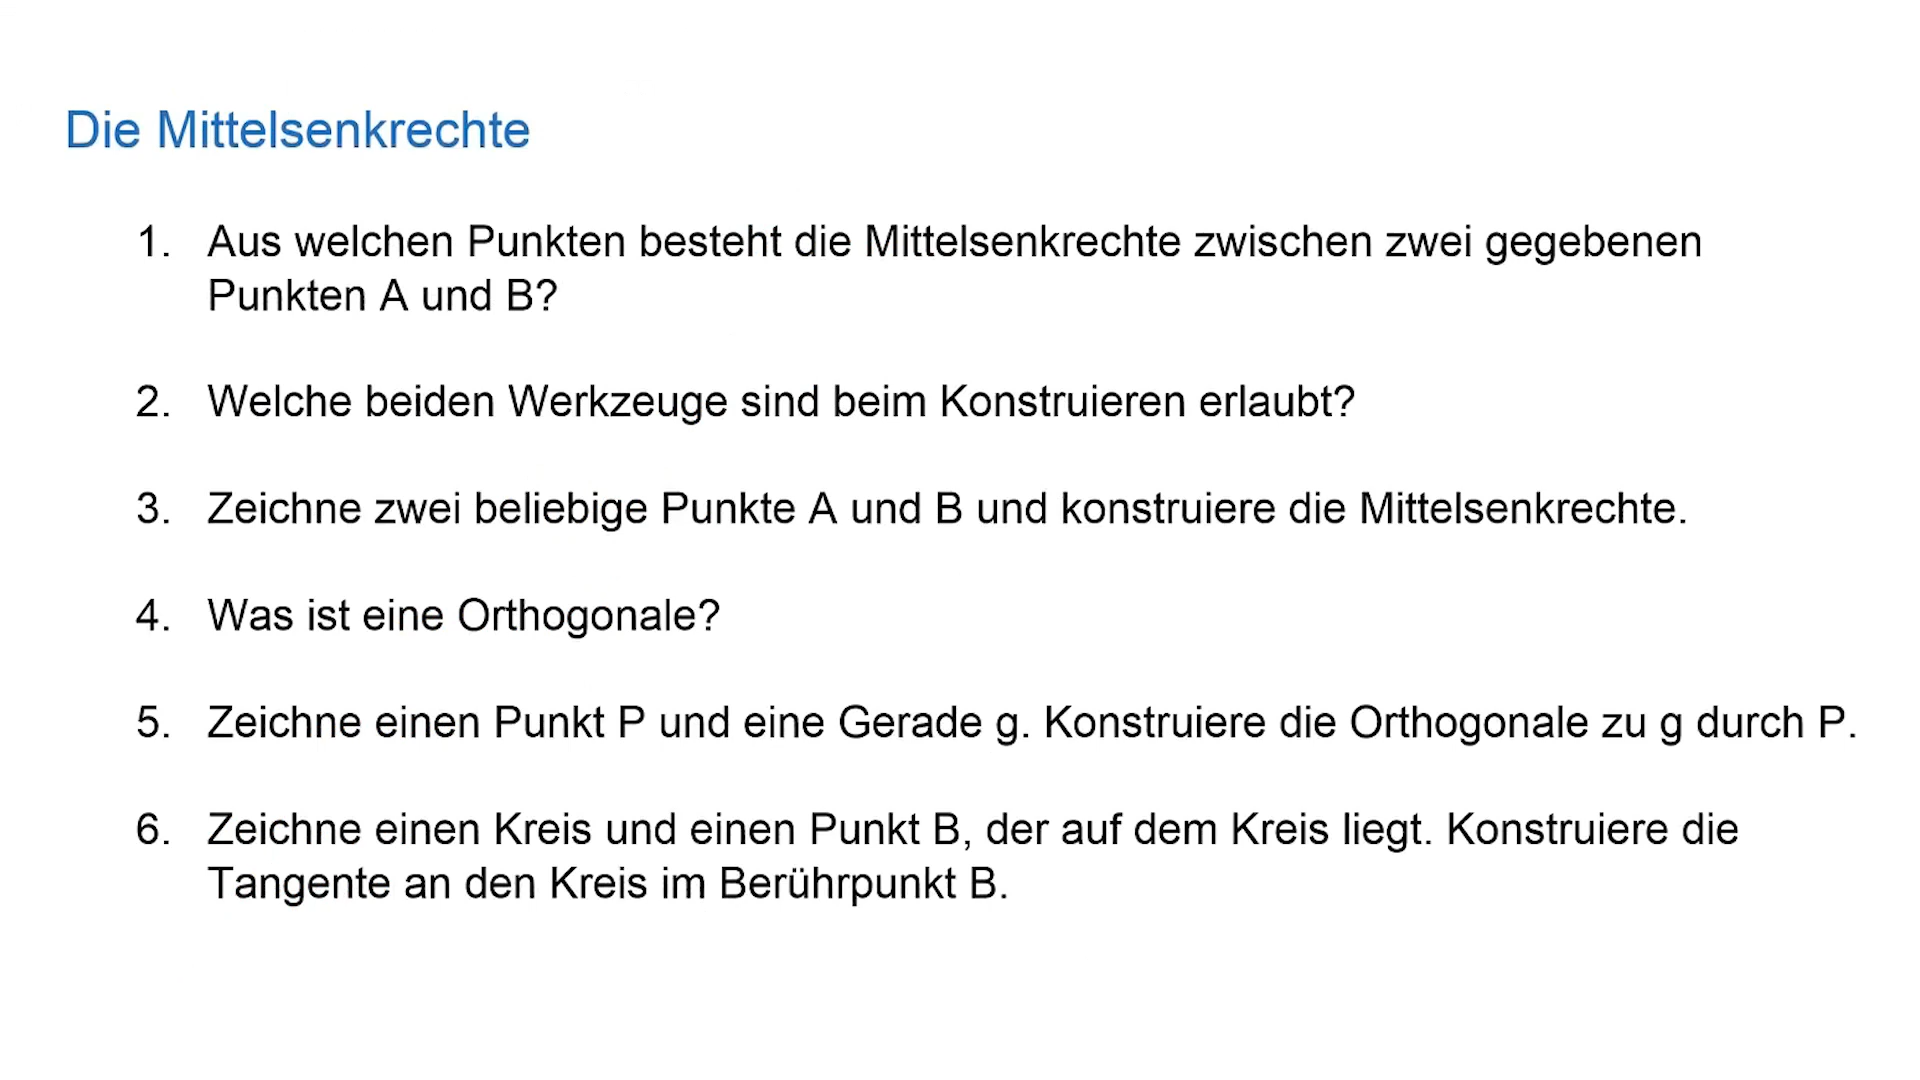 Die Mittelsenkrechte
1. Aus welchen Punkten besteht die Mittelsenkrechte zwischen zwei gegebenen
Punkten A und B?
2. Welche beiden Werkzeuge sind beim Konstruieren erlaubt?
3. Zeichne zwei beliebige Punkte A und B und konstruiere die Mittelsenkrechte.
4. Was ist eine Orthogonale?
5. Zeichne einen Punkt P und eine Gerade g. Konstruiere die Orthogonale zu g durch P.
6. Zeichne einen Kreis und einen Punkt B, der auf dem Kreis liegt. Konstruiere die
Tangente an den Kreis im Berührpunkt B.